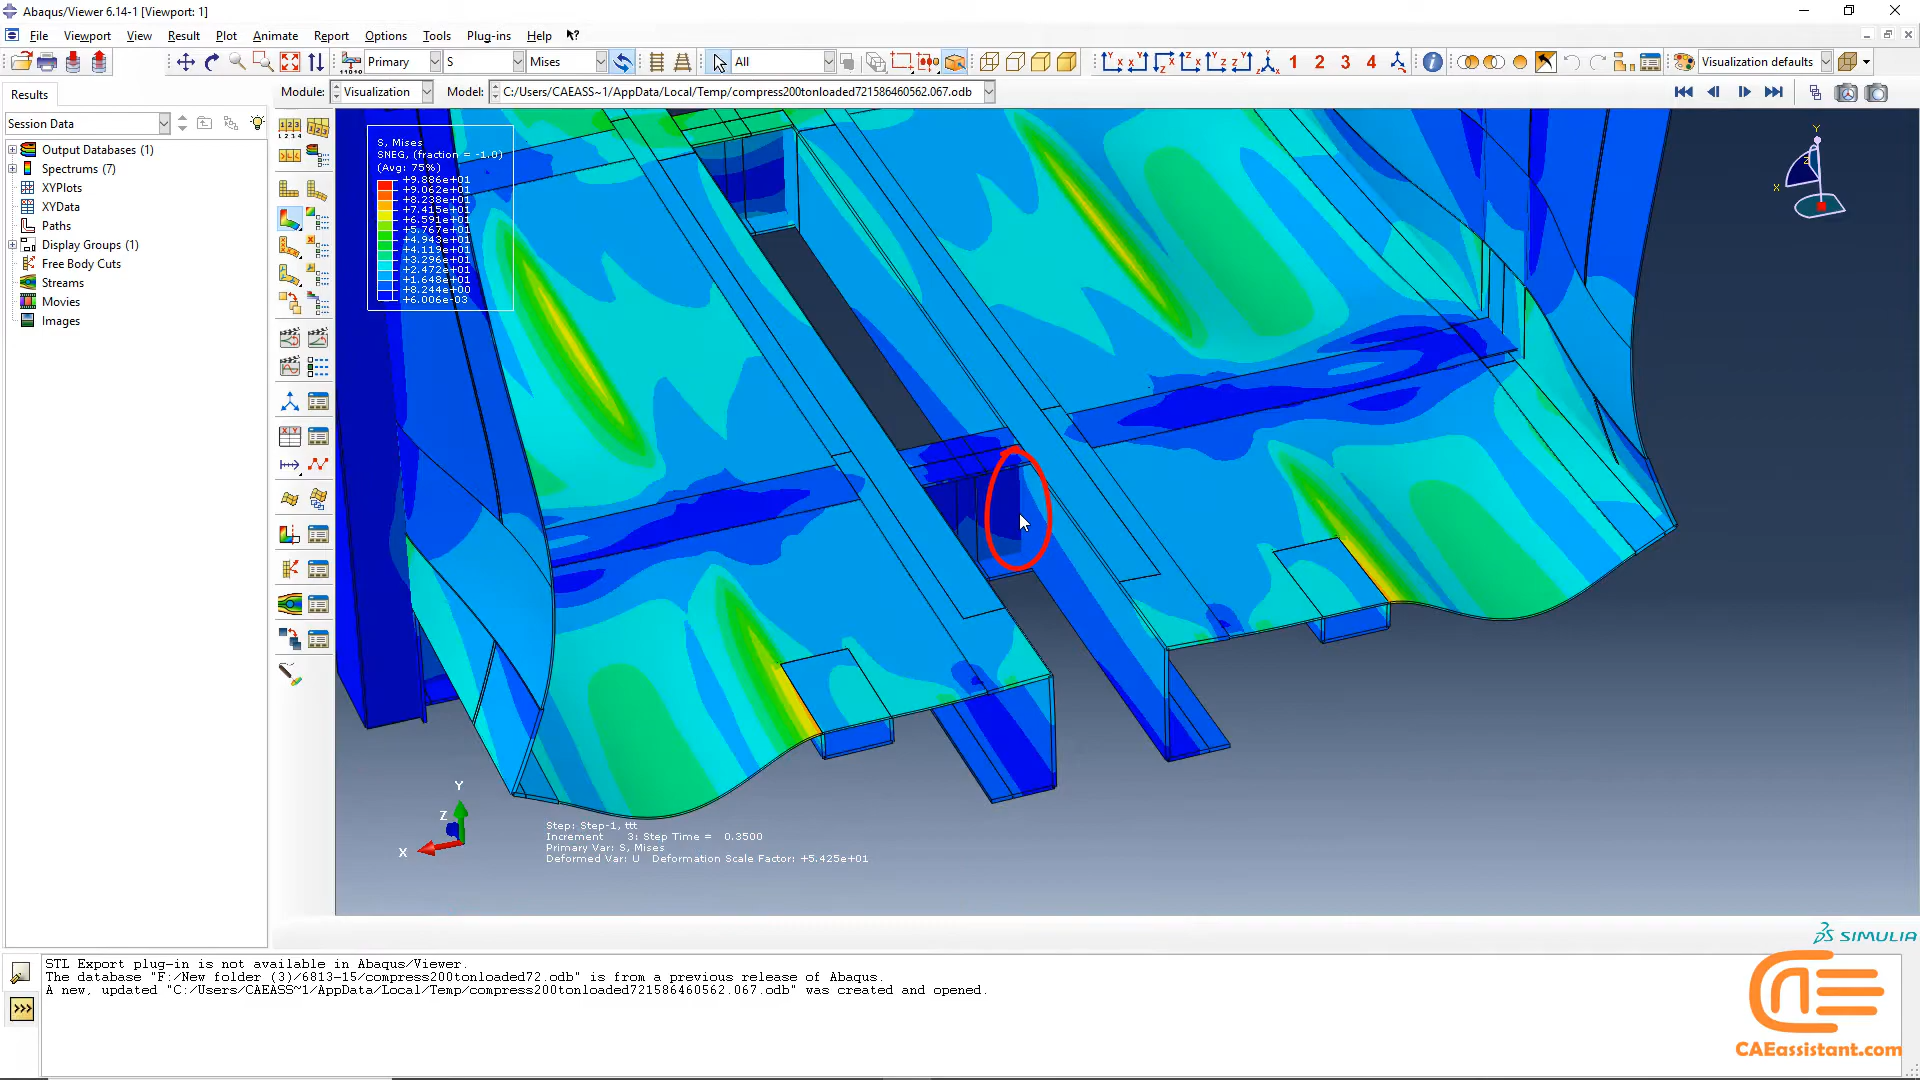 Abaqus/Viewer 6.14-1 [Viewport: 1]
File Viewport View Result Plot Animate Report Options Tools Plug-ins Help
Primary S Mises All 1 2 3 4 Visualization defaults
Results Module: Visualization Model: C:/Users/CAEASS~1/AppData/Local/Temp/compress200tonloaded721586460562.067.odb
Session Data
Output Databases (1)
Spectrums (7)
XYPlots
XYData
Paths
Display Groups (1)
Free Body Cuts
Streams
Movies
Images
S, Mises
SNEG, (fraction = -1.0)
(Avg: 75%)
+9.886e+01
+9.062e+01
+8.238e+01
+7.415e+01
+6.591e+01
+5.767e+01
+4.943e+01
+4.119e+01
+3.296e+01
+2.472e+01
+1.648e+01
+8.244e+00
+6.006e-03
Y
X
Z
Y
Z
X
Step: Step-1, ttt
Increment 3: Step Time = 0.3500
Primary Var: S, Mises
Deformed Var: U Deformation Scale Factor: +5.425e+01
SIMULIA
STL Export plug-in is not available in Abaqus/Viewer.
The database "F:/New folder (3)/6813-15/compress200tonloaded72.odb" is from a previous release of Abaqus.
A new, updated "C:/Users/CAEASS~1/AppData/Local/Temp/compress200tonloaded721586460562.067.odb" was created and opened.
>>>
CAEassistant.com